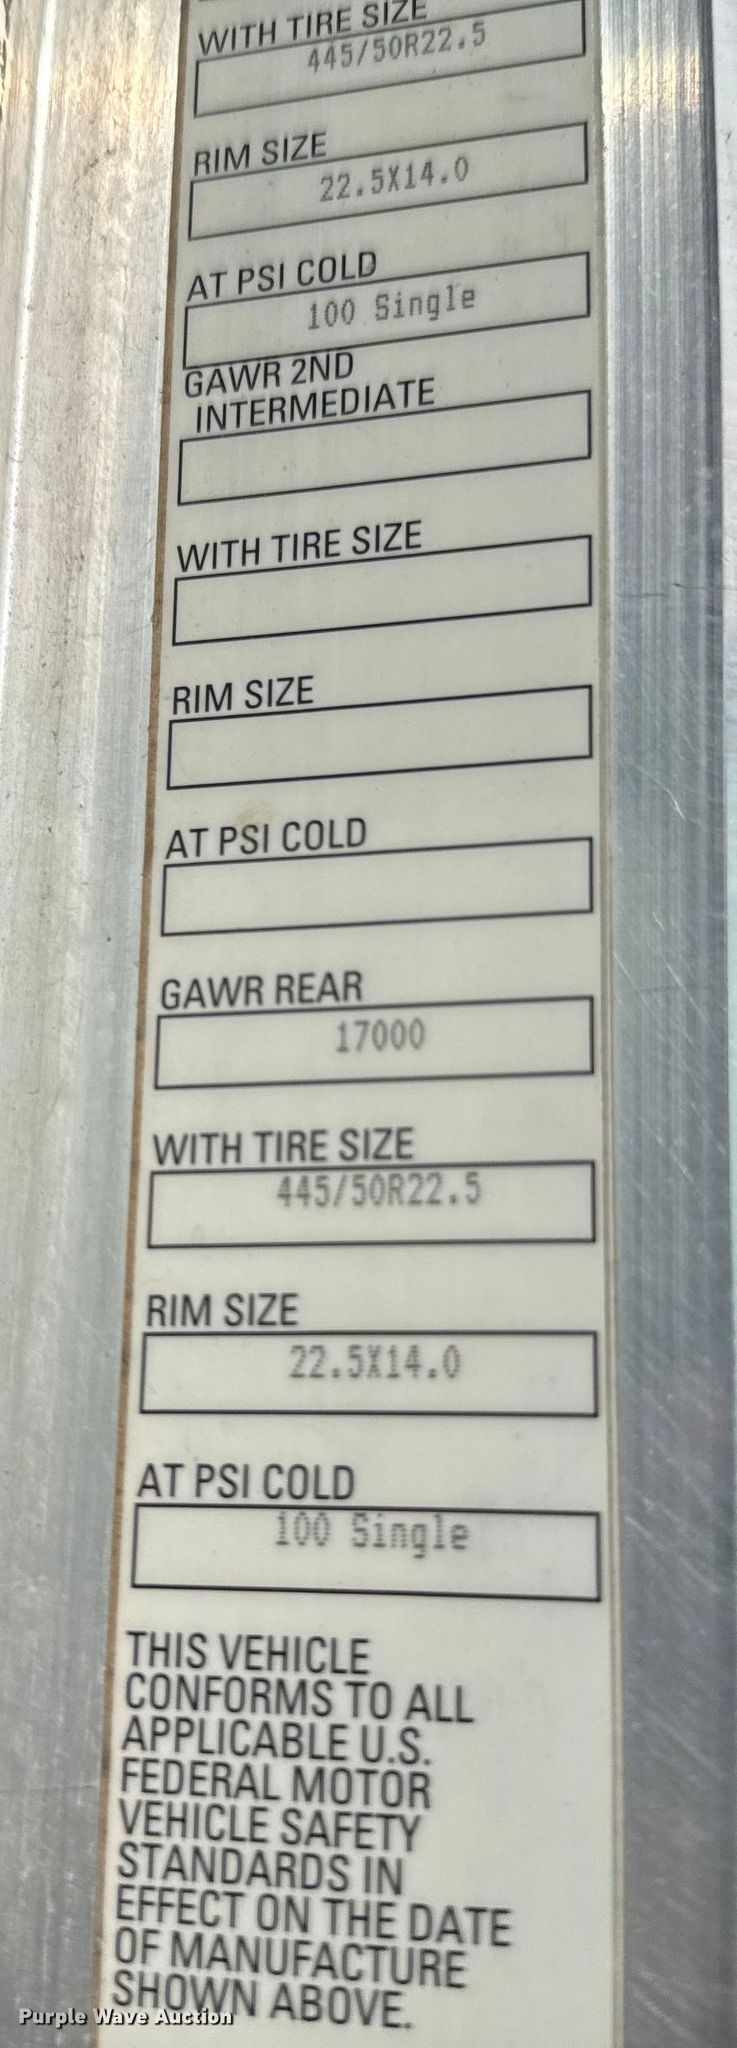 WITH TIRE SIZE
445/50R22.5
RIM SIZE
22.5X14.0
AT PSI COLD
100 Single
GAWR 2ND
INTERMEDIATE
WITH TIRE SIZE
RIM SIZE
AT PSI COLD
GAWR REAR
17000
WITH TIRE SIZE
445/50R22.5
RIM SIZE
22.5X14.0
AT PSI COLD
100 Single
THIS VEHICLE
CONFORMS TO ALL
APPLICABLE U.S.
FEDERAL MOTOR
VEHICLE SAFETY
STANDARDS IN
EFFECT ON THE DATE
OF MANUFACTURE
SHOWN ABOVE.
Purple Wave Auction